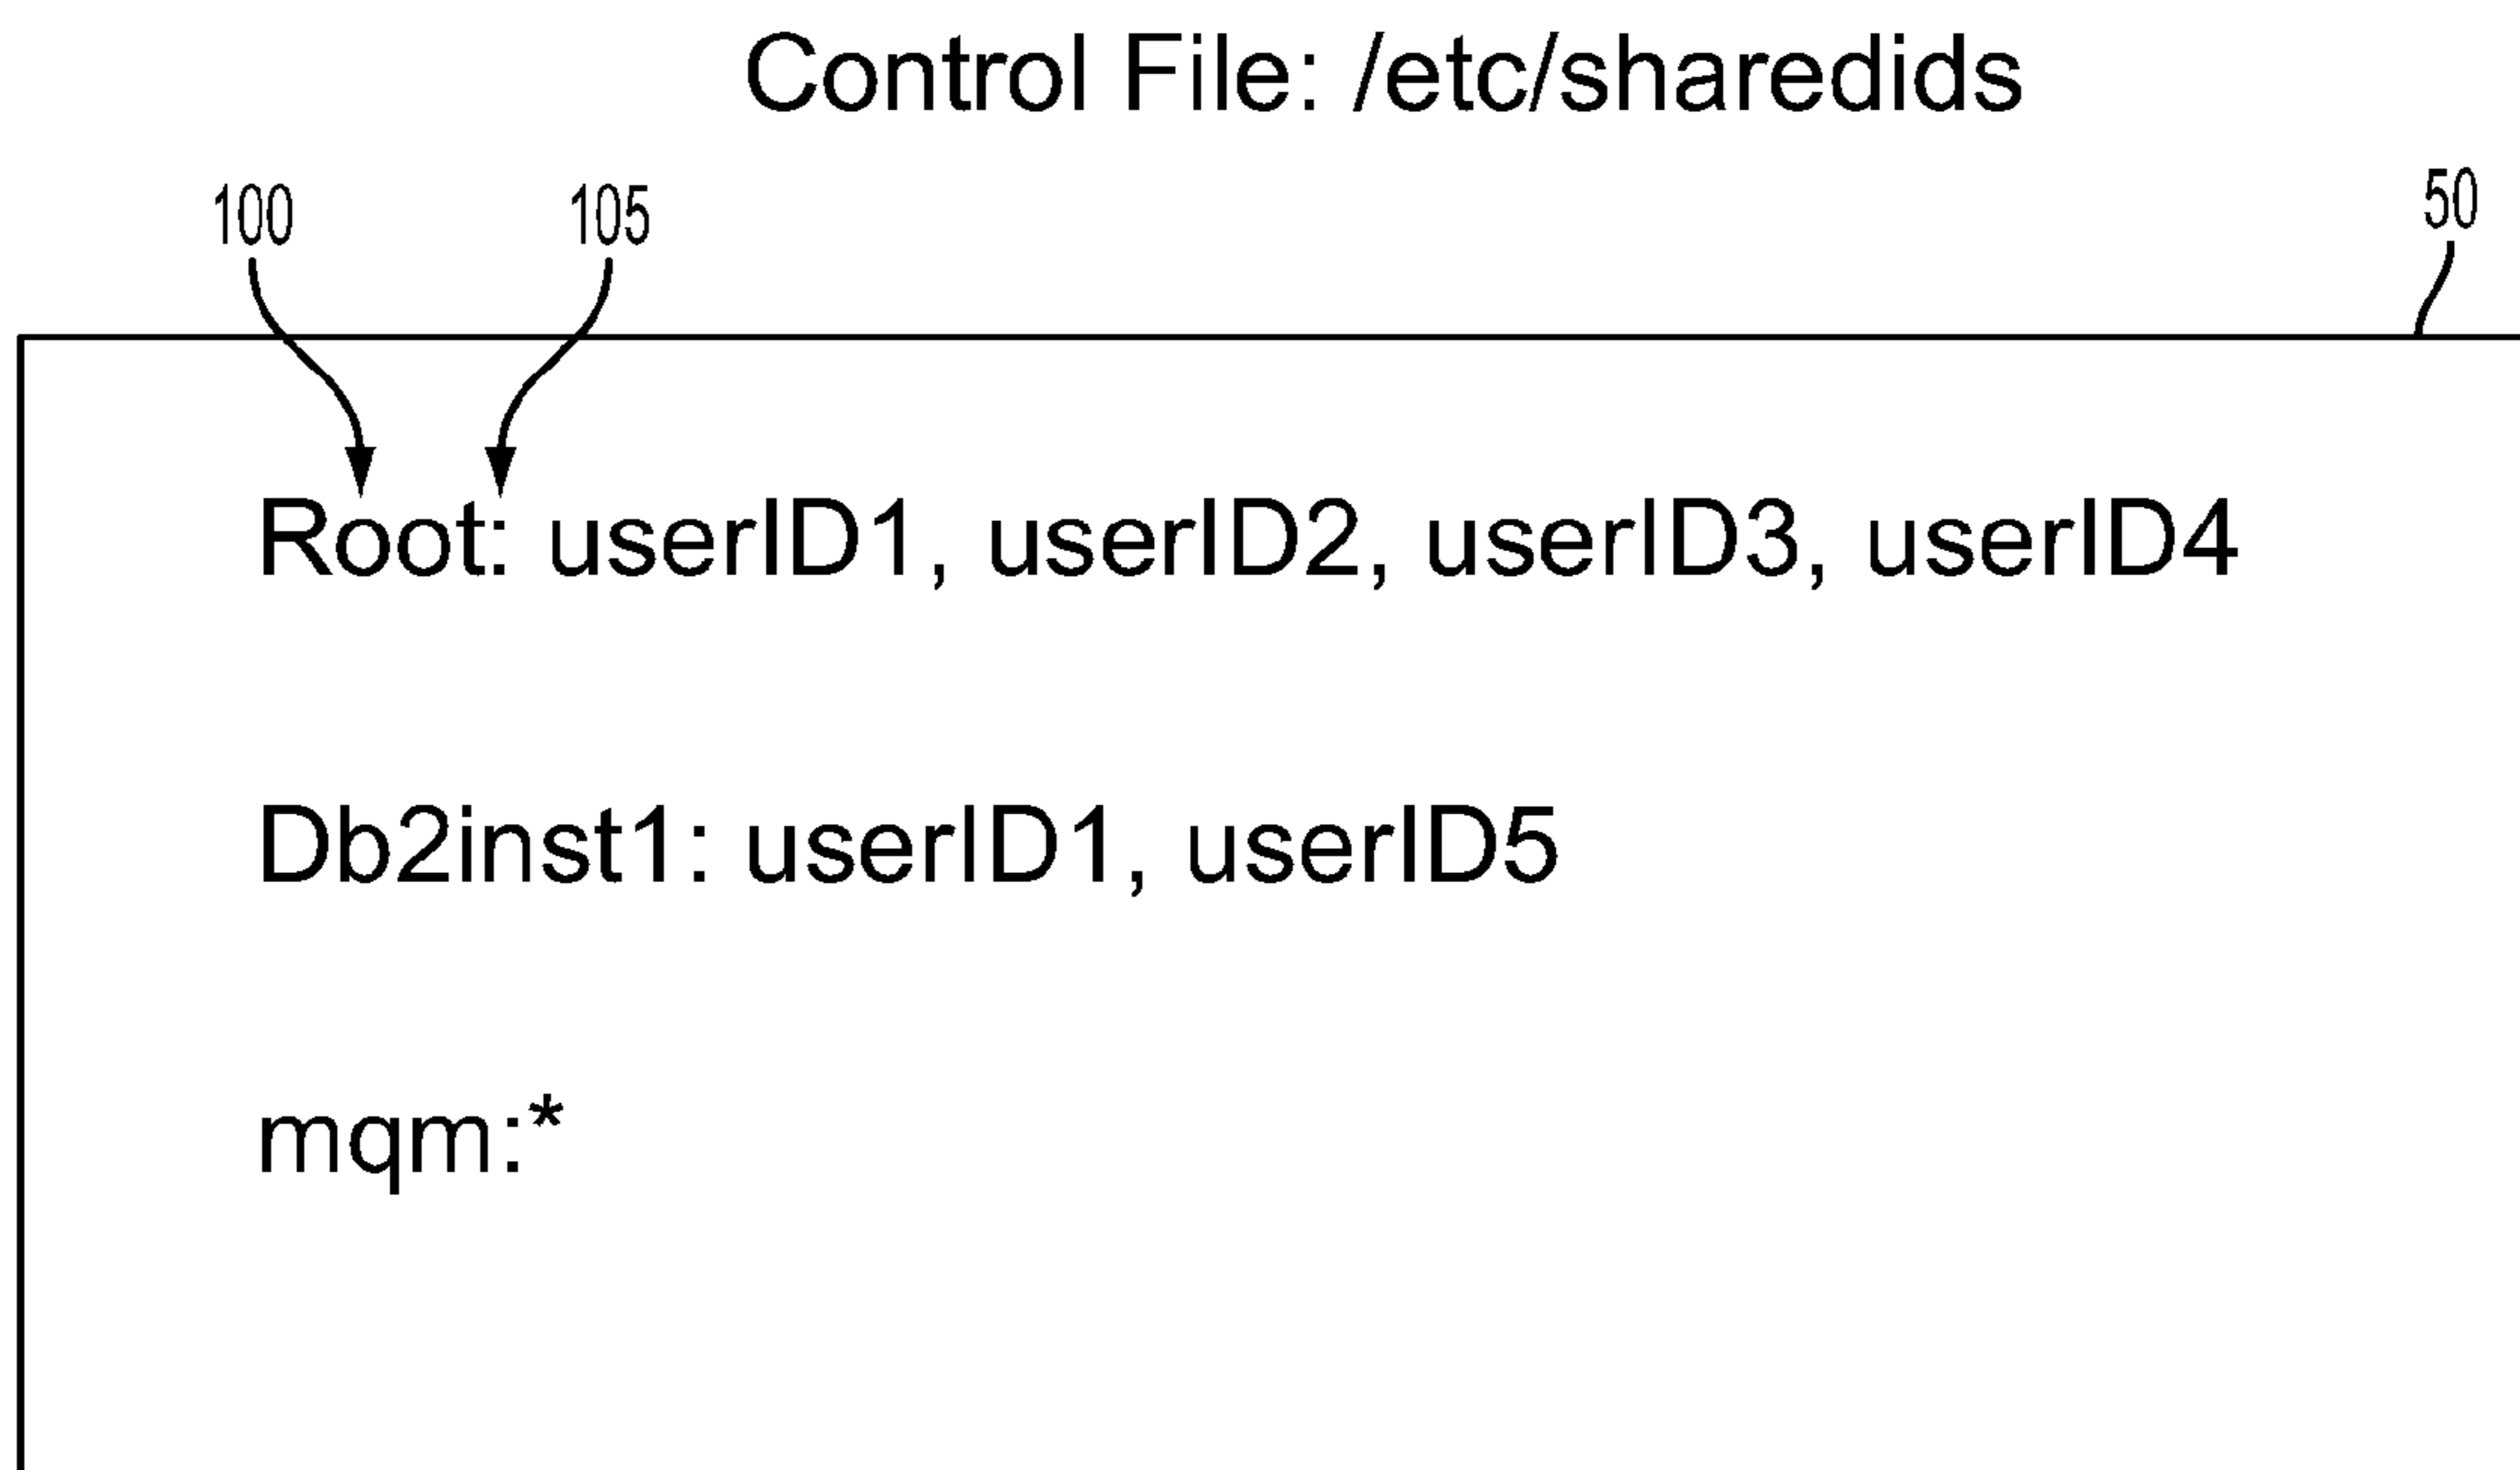 Control File: /etc/sharedids
100 105 50
Root: userID1, userID2, userID3, userID4
Db2inst1: userID1, userID5
mqm:*